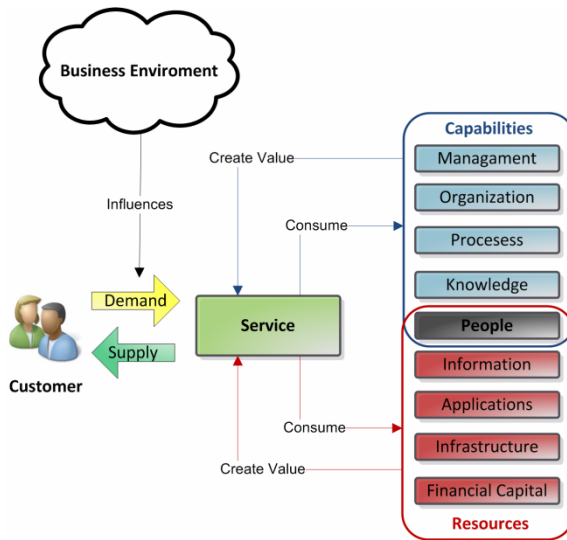 Business Enviroment
Capabilities
Managament
Create Value
Organization
Influences
Consume
Procesess
Knowledge
Demand
Service
People
Supply
Information
Customer
Applications
Consume
Infrastructure
Create Value
Financial Capital
Resources